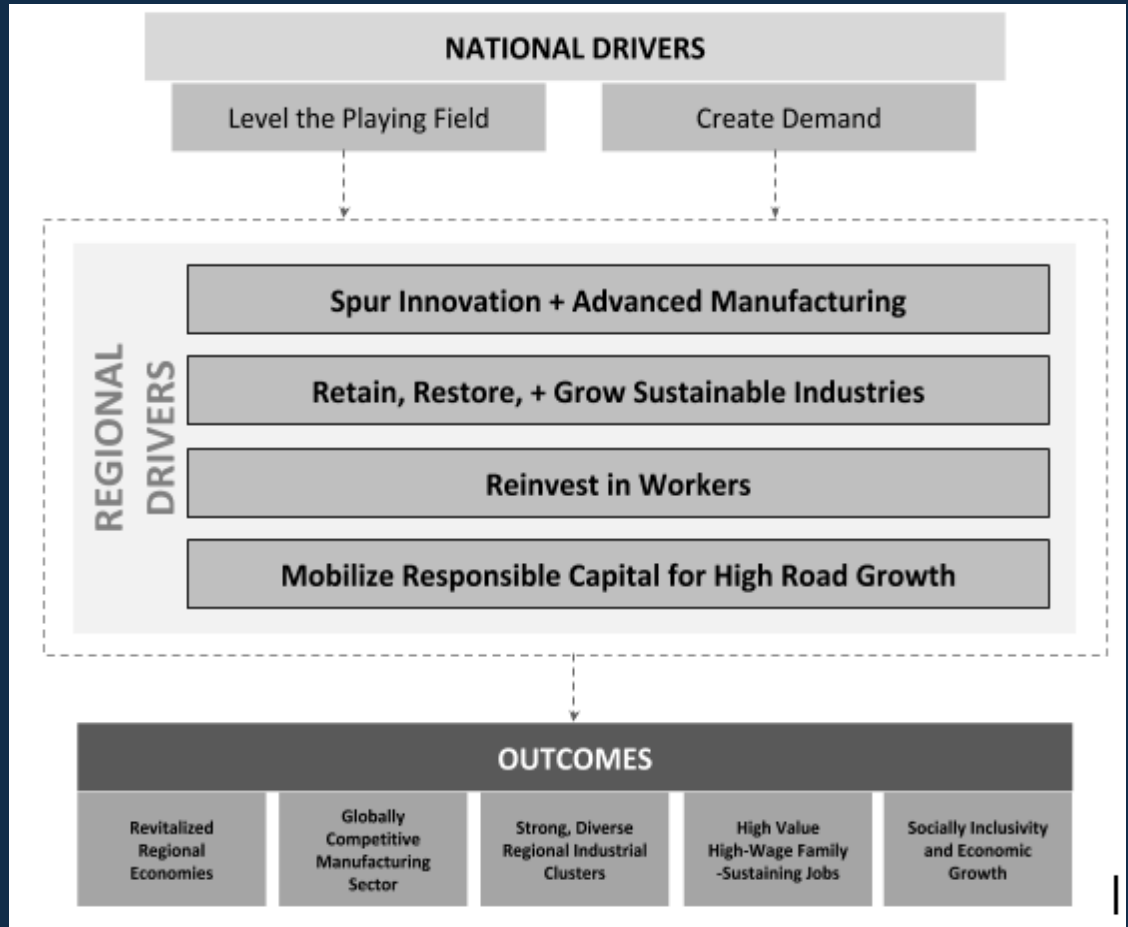 NATIONAL DRIVERS
Level the Playing Field
Create Demand
REGIONAL
DRIVERS
Spur Innovation + Advanced Manufacturing
Retain, Restore, + Grow Sustainable Industries
Reinvest in Workers
Mobilize Responsible Capital for High Road Growth
OUTCOMES
Revitalized
Regional
Economies
Globally
Competitive
Manufacturing
Sector
Strong, Diverse
Regional Industrial
Clusters
High Value
High-Wage Family
-Sustaining Jobs
Socially Inclusivity
and Economic
Growth